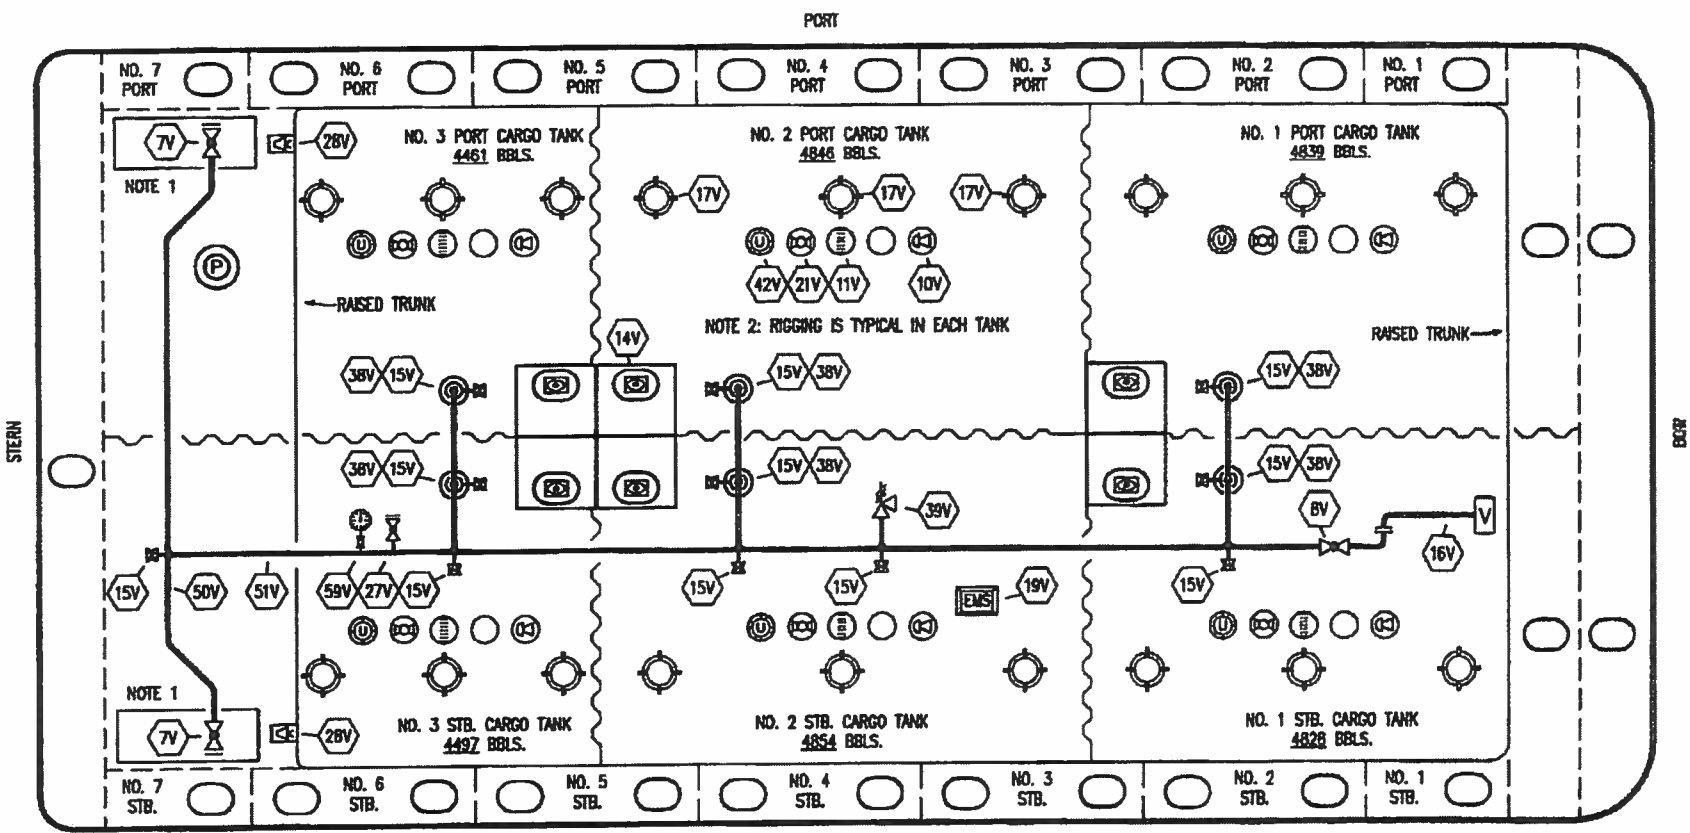 PORT
NO. 7
PORT
NO. 6
PORT
NO. 5
PORT
NO. 4
PORT
NO. 3
PORT
NO. 2
PORT
NO. 1
PORT
7V
28V
NOTE 1
NO. 3 PORT CARGO TANK
4461 BBLS.
NO. 2 PORT CARGO TANK
4846 BBLS.
NO. 1 PORT CARGO TANK
4839 BBLS.
17V
17V
17V
U
U
U
P
42V
21V
11V
10V
RAISED TRUNK
NOTE 2: RIGGING IS TYPICAL IN EACH TANK
RAISED TRUNK
14V
38V
15V
15V
38V
15V
38V
STERN
BOW
38V
15V
15V
38V
15V
38V
39V
8V
V
16V
15V
50V
51V
59V
27V
15V
15V
15V
EMS
19V
15V
U
U
U
NOTE 1
7V
28V
NO. 3 STB. CARGO TANK
4497 BBLS.
NO. 2 STB. CARGO TANK
4854 BBLS.
NO. 1 STB. CARGO TANK
4828 BBLS.
NO. 7
STB.
NO. 6
STB.
NO. 5
STB.
NO. 4
STB.
NO. 3
STB.
NO. 2
STB.
NO. 1
STB.